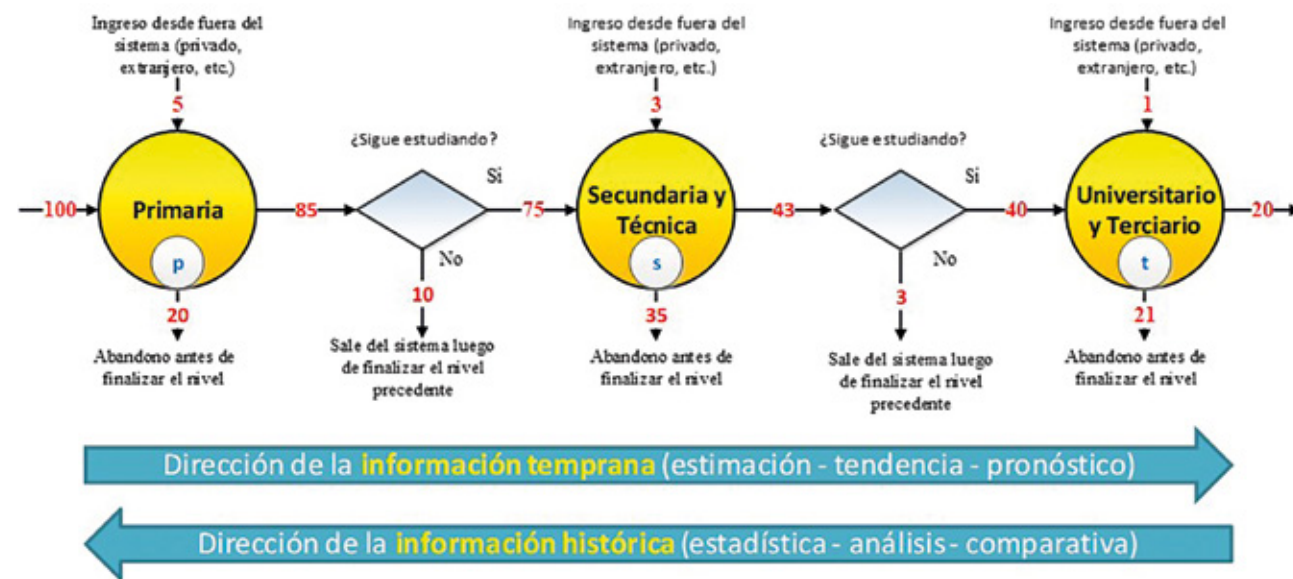 Ingreso desde fuera del
sistema (privado,
extranjero, etc.)
Ingreso desde fuera del
sistema (privado,
extranjero, etc.)
Ingreso desde fuera del
sistema (privado,
extranjero, etc.)
5
3
1
¿Sigue estudiando?
¿Sigue estudiando?
Si
Si
100
Primaria
85
75
Secundaria y
Técnica
43
40
Universitario
y Terciario
20
No
No
p
s
t
10
3
20
35
21
Abandono antes de
finalizar el nivel
Sale del sistema luego
de finalizar el nivel
precedente
Abandono antes de
finalizar el nivel
Sale del sistema luego
de finalizar el nivel
precedente
Abandono antes de
finalizar el nivel
Dirección de la información temprana (estimación - tendencia - pronóstico)
Dirección de la información histórica (estadística - análisis - comparativa)